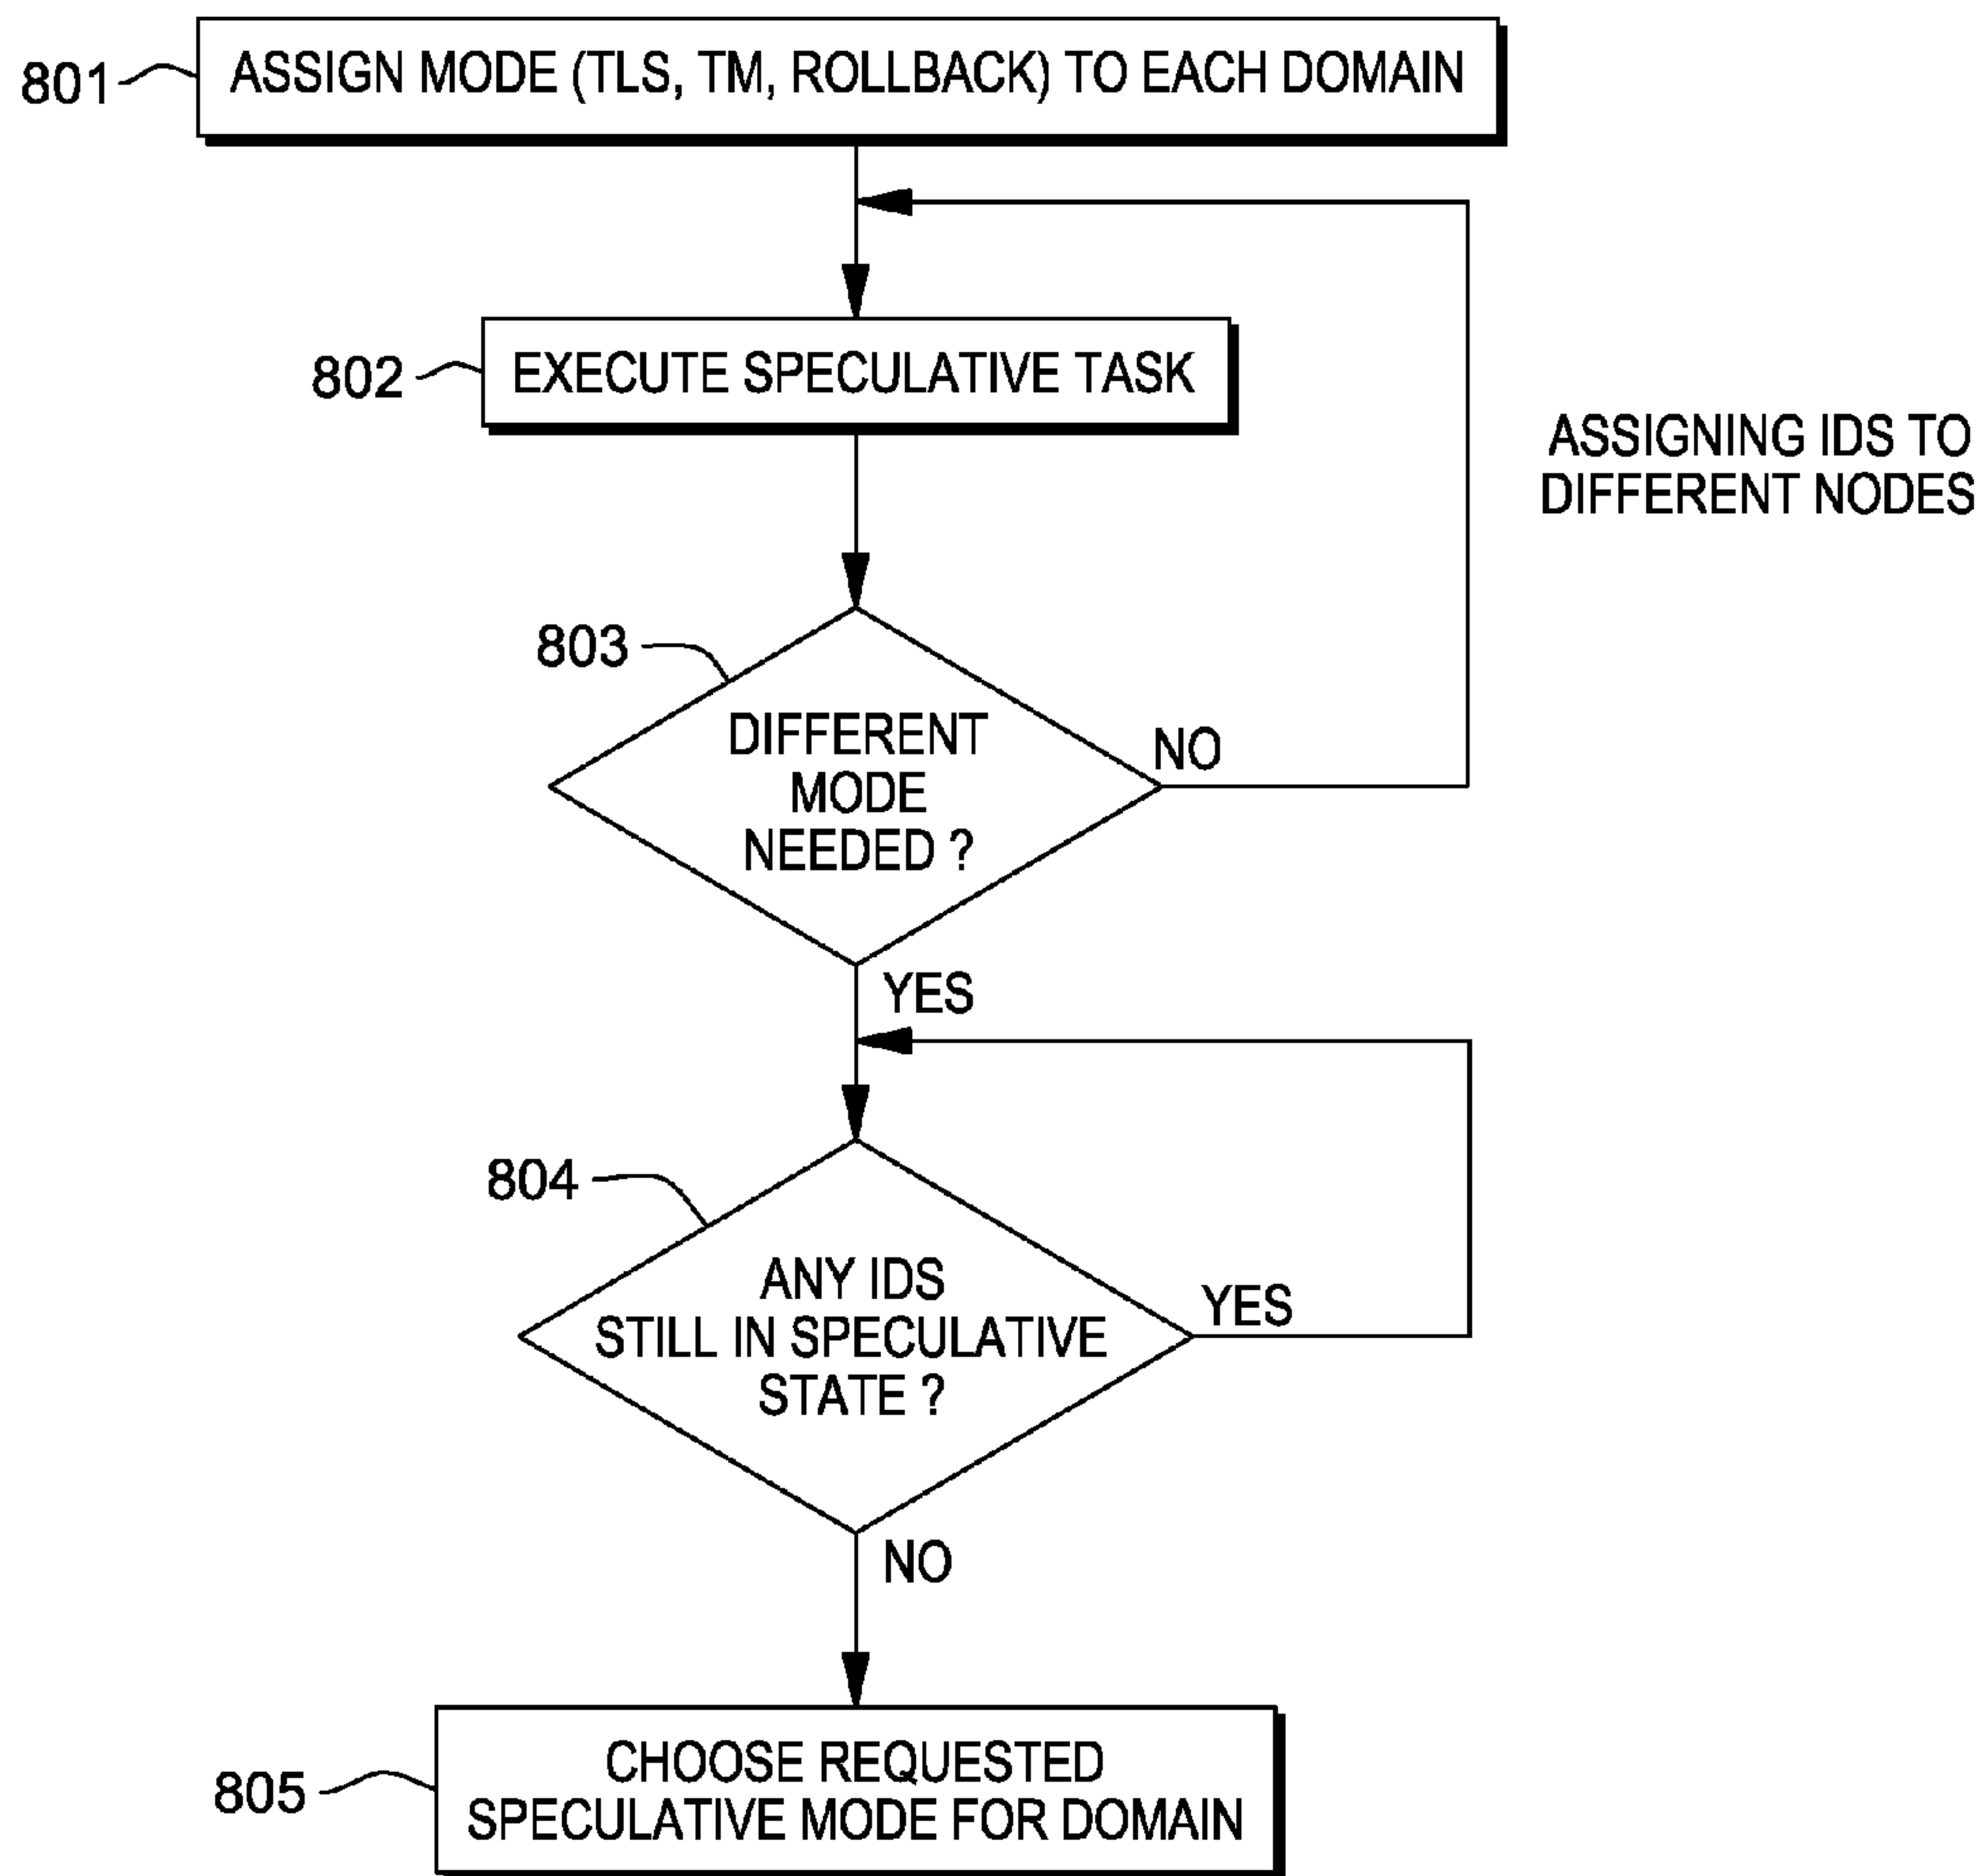 801
ASSIGN MODE (TLS, TM, ROLLBACK) TO EACH DOMAIN
802
EXECUTE SPECULATIVE TASK
ASSIGNING IDS TO
DIFFERENT NODES
803
DIFFERENT
MODE
NEEDED ?
NO
YES
804
ANY IDS
STILL IN SPECULATIVE
STATE ?
YES
NO
805
CHOOSE REQUESTED
SPECULATIVE MODE FOR DOMAIN